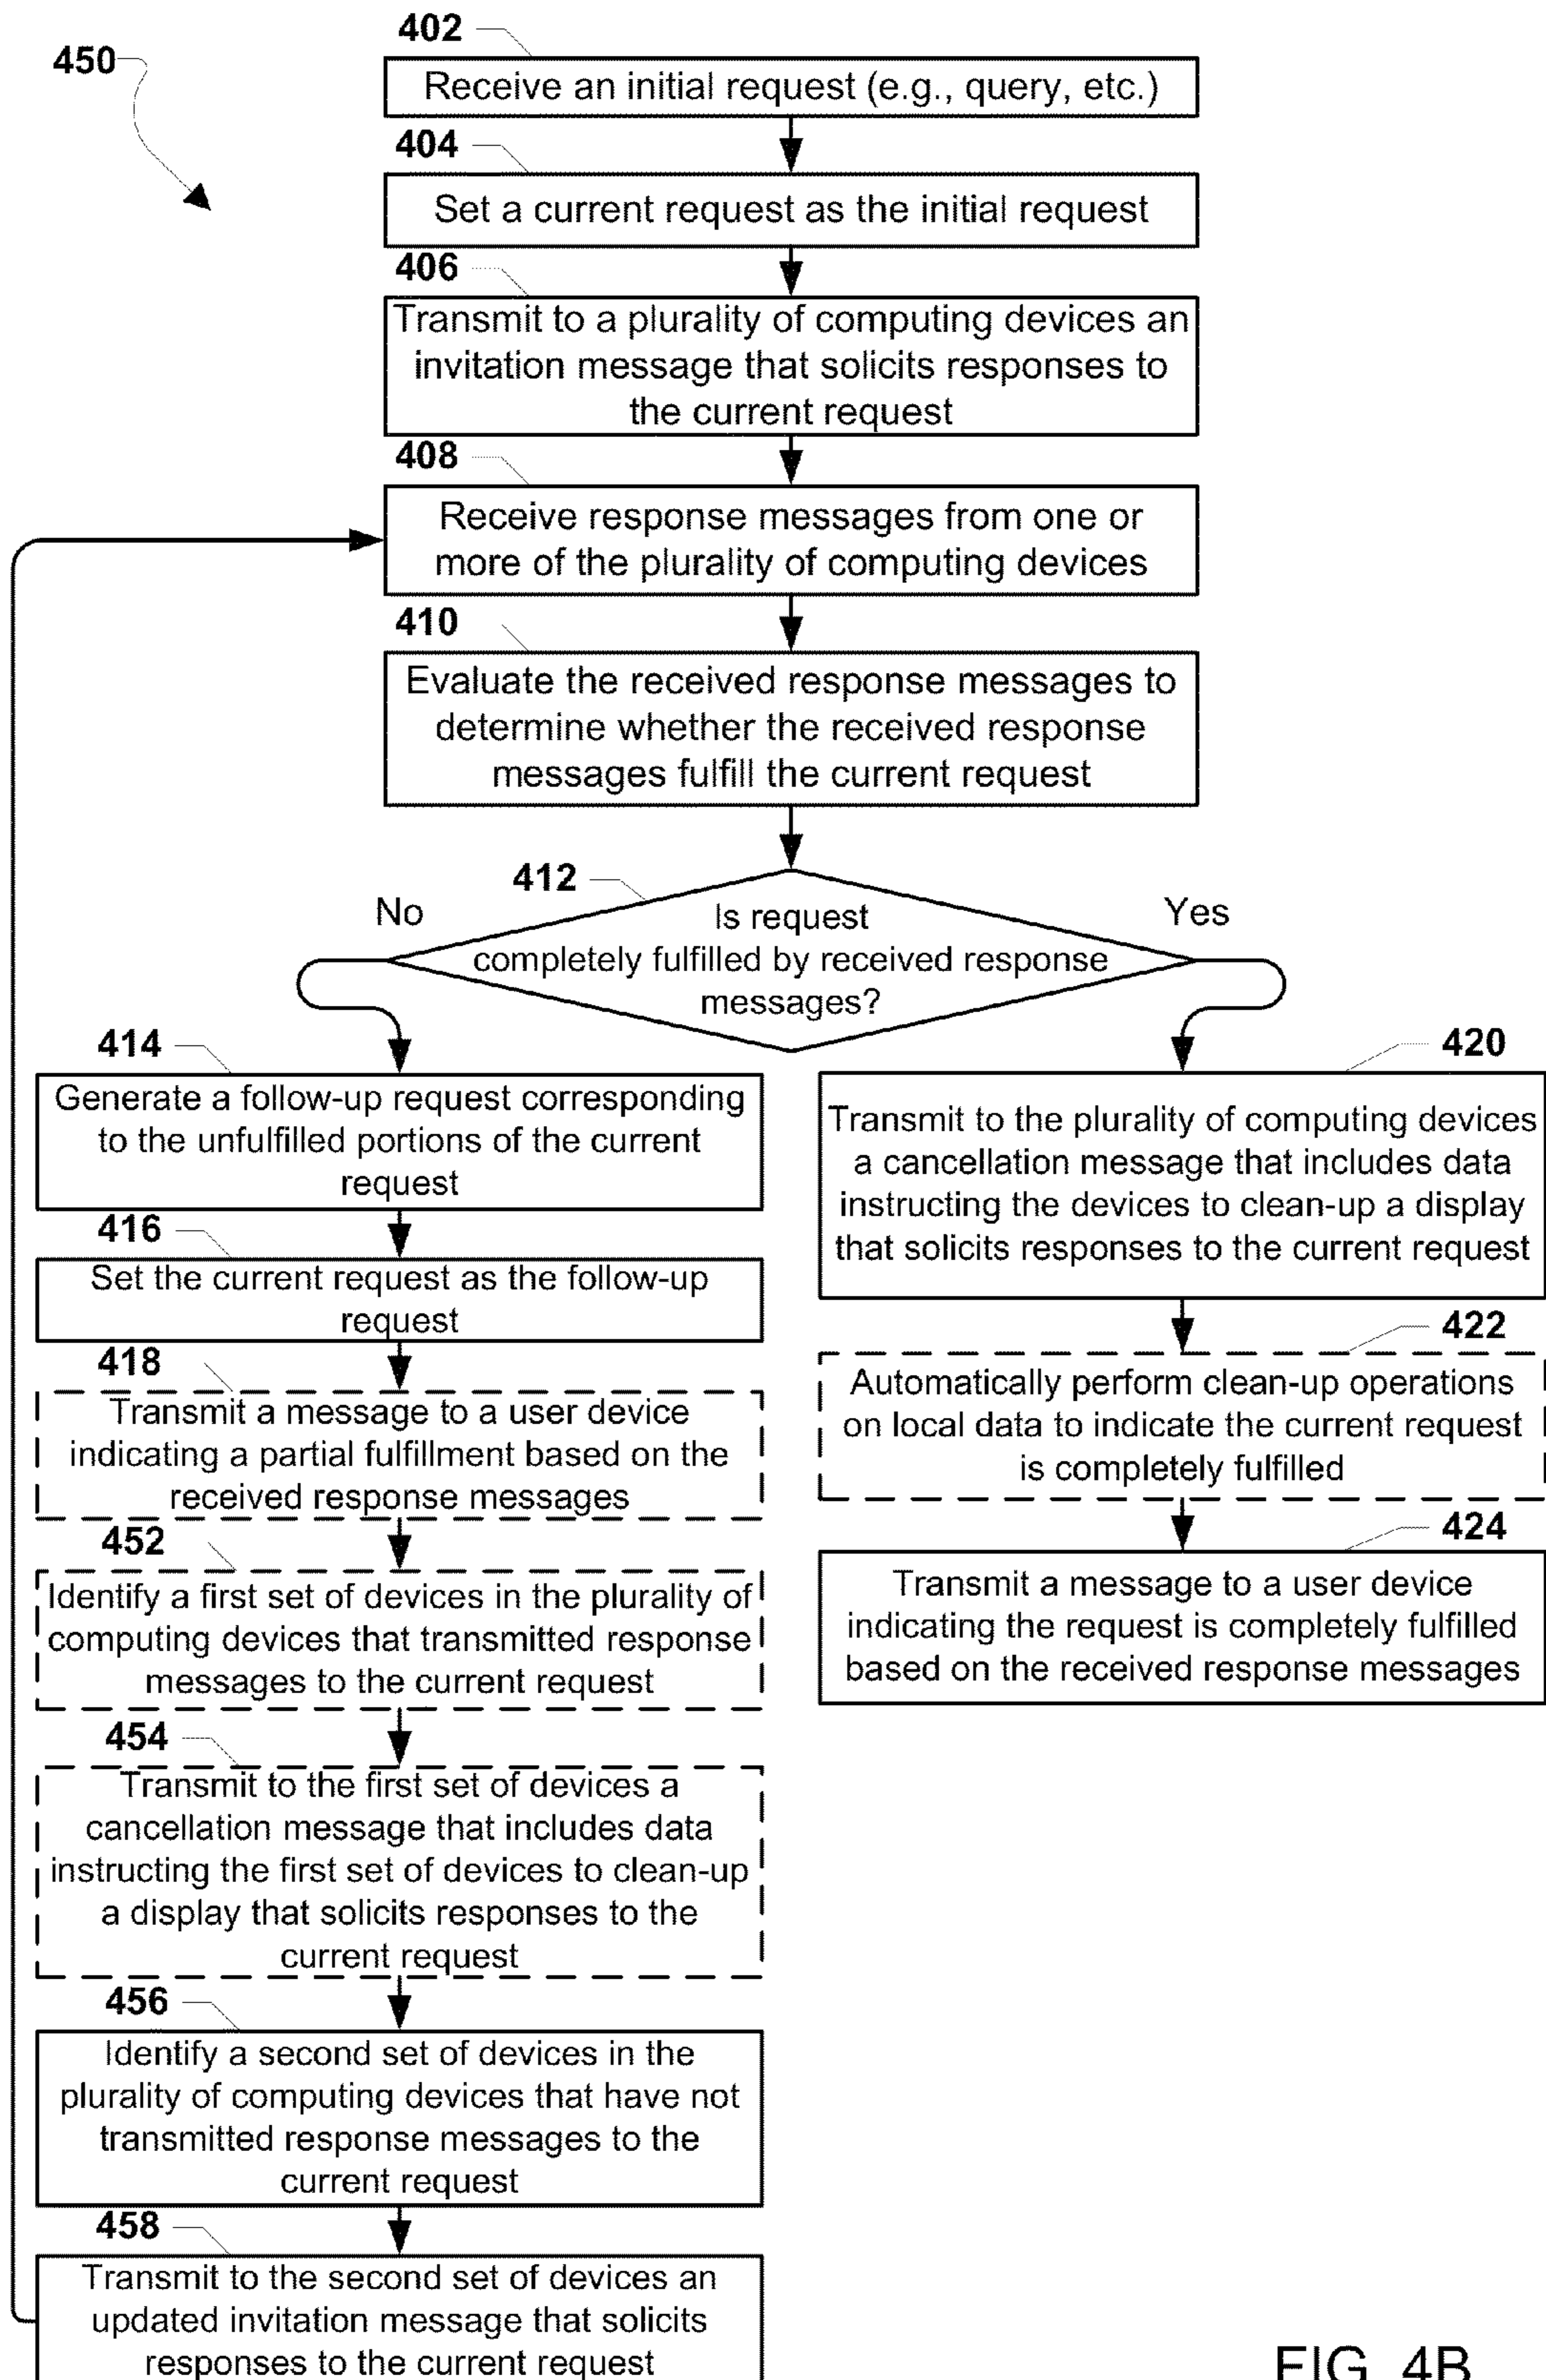 450
402
Receive an initial request (e.g., query, etc.)
404
Set a current request as the initial request
406
Transmit to a plurality of computing devices an
invitation message that solicits responses to
the current request
408
Receive response messages from one or
more of the plurality of computing devices
410
Evaluate the received response messages to
determine whether the received response
messages fulfill the current request
412
No
Yes
Is request
completely fulfilled by received response
messages?
414
Generate a follow-up request corresponding
to the unfulfilled portions of the current
request
416
Set the current request as the follow-up
request
418
Transmit a message to a user device
indicating a partial fulfillment based on the
received response messages
452
Identify a first set of devices in the plurality of
computing devices that transmitted response
messages to the current request
454
Transmit to the first set of devices a
cancellation message that includes data
instructing the first set of devices to clean-up
a display that solicits responses to the
current request
456
Identify a second set of devices in the
plurality of computing devices that have not
transmitted response messages to the
current request
458
Transmit to the second set of devices an
updated invitation message that solicits
responses to the current request
420
Transmit to the plurality of computing devices
a cancellation message that includes data
instructing the devices to clean-up a display
that solicits responses to the current request
422
Automatically perform clean-up operations
on local data to indicate the current request
is completely fulfilled
424
Transmit a message to a user device
indicating the request is completely fulfilled
based on the received response messages
FIG. 4B